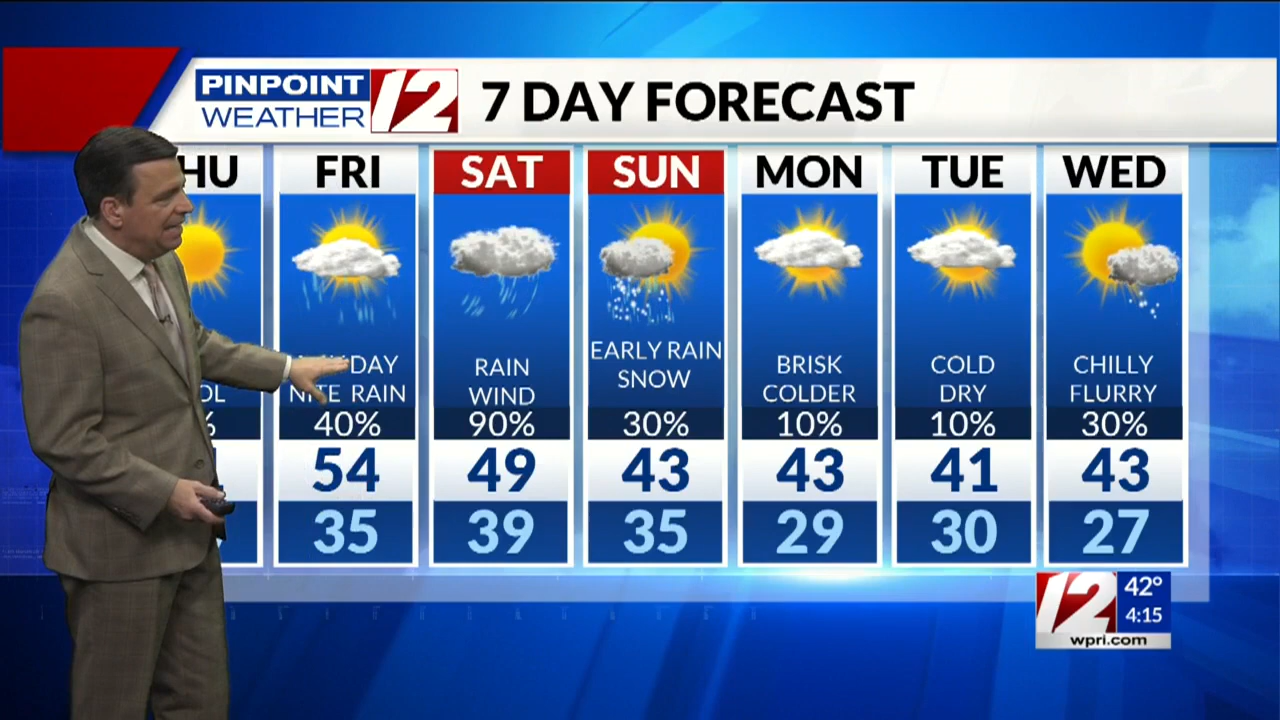 PINPOINT
WEATHER 12
7 DAY FORECAST
FRI SAT SUN MON TUE WED
DAY
NITE RAIN
40%
54
35
RAIN
WIND
90%
49
39
EARLY RAIN
SNOW
30%
43
35
BRISK
COLDER
10%
43
29
COLD
DRY
10%
41
30
CHILLY
FLURRY
30%
43
27
12
42°
4:15
wpri.com